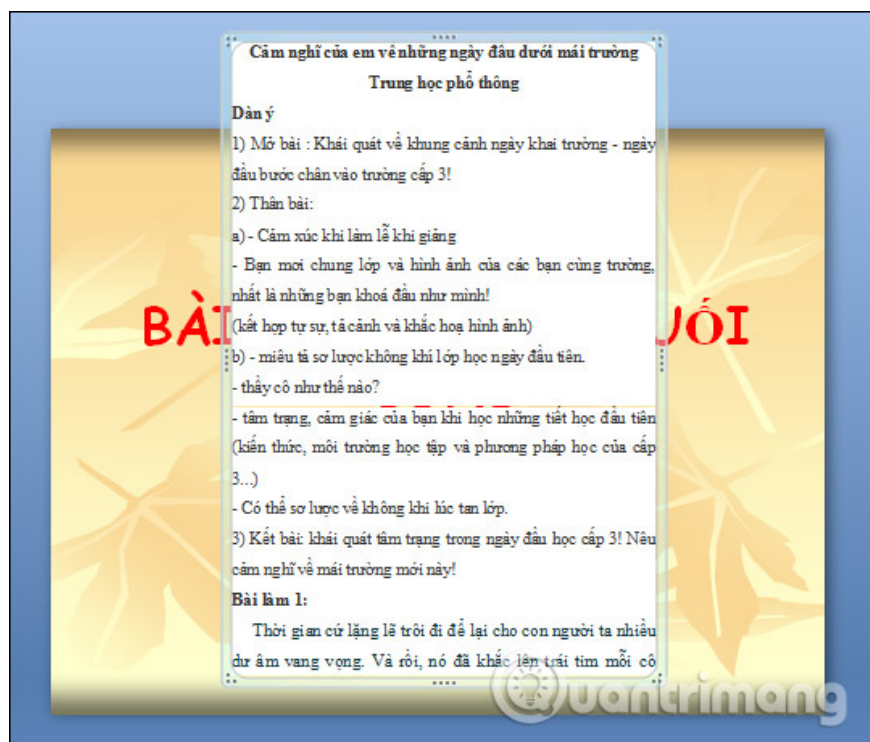 Cảm nghĩ của em về những ngày đầu dưới mái trường
Trung học phổ thông
Dàn ý
1) Mở bài : Khái quát về khung cảnh ngày khai trường - ngày
đầu bước chân vào trường cấp 3!
2) Thân bài:
a) - Cảm xúc khi làm lễ khi giảng
- Bạn mơi chung lớp và hình ảnh của các bạn cùng trường,
nhất là những bạn khoá đầu như mình!
(kết hợp tự sự, tả cảnh và khắc hoạ hình ảnh)
BÀI
UỐI
b) - miêu tả sơ lược không khí lớp học ngày đầu tiên.
- thầy cô như thế nào?
- tâm trạng, cảm giác của bạn khi học những tiết học đầu tiên
(kiến thức, môi trường học tập và phương pháp học của cấp
3...)
- Có thể sơ lược về không khi lúc tan lớp.
3) Kết bài: khái quát tâm trạng trong ngày đầu học cấp 3! Nêu
cảm nghĩ về mái trường mới này!
Bài làm 1:
Thời gian cứ lặng lẽ trôi đi để lại cho con người ta nhiều
dư âm vang vọng. Và rồi, nó đã khắc lên trái tim mỗi cô
Quantrimang